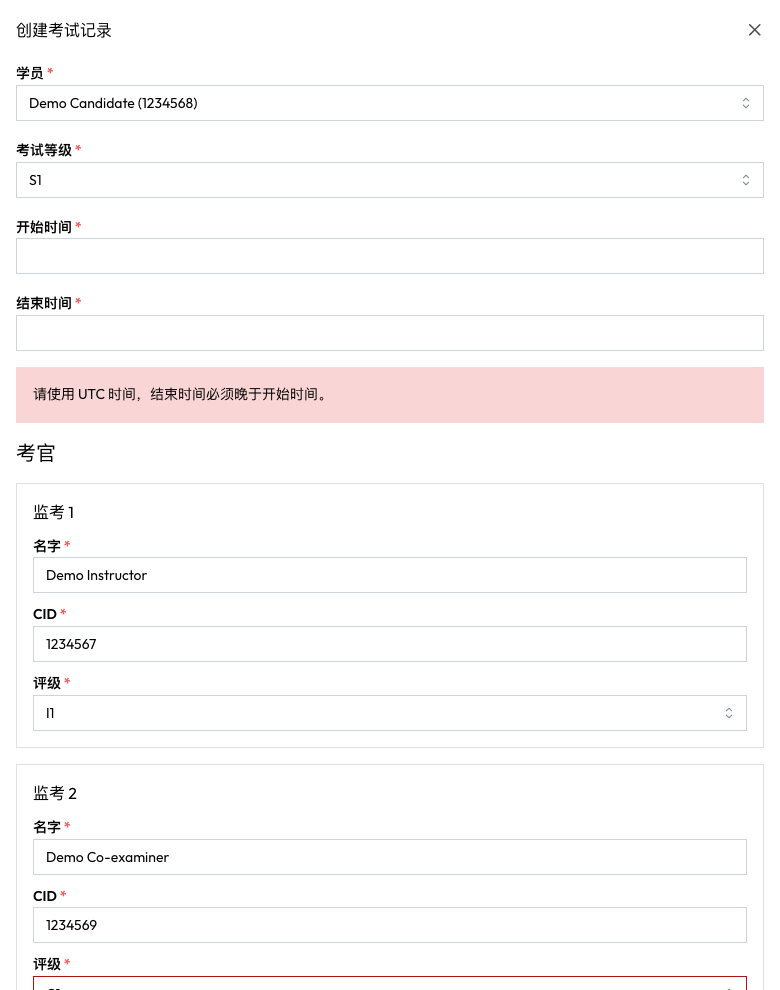 创建考试记录
学员 *
Demo Candidate (1234568)
考试等级 *
S1
开始时间 *
结束时间 *
请使用 UTC 时间，结束时间必须晚于开始时间。
考官
监考 1
名字 *
Demo Instructor
CID *
1234567
评级 *
I1
监考 2
名字 *
Demo Co-examiner
CID *
1234569
评级 *